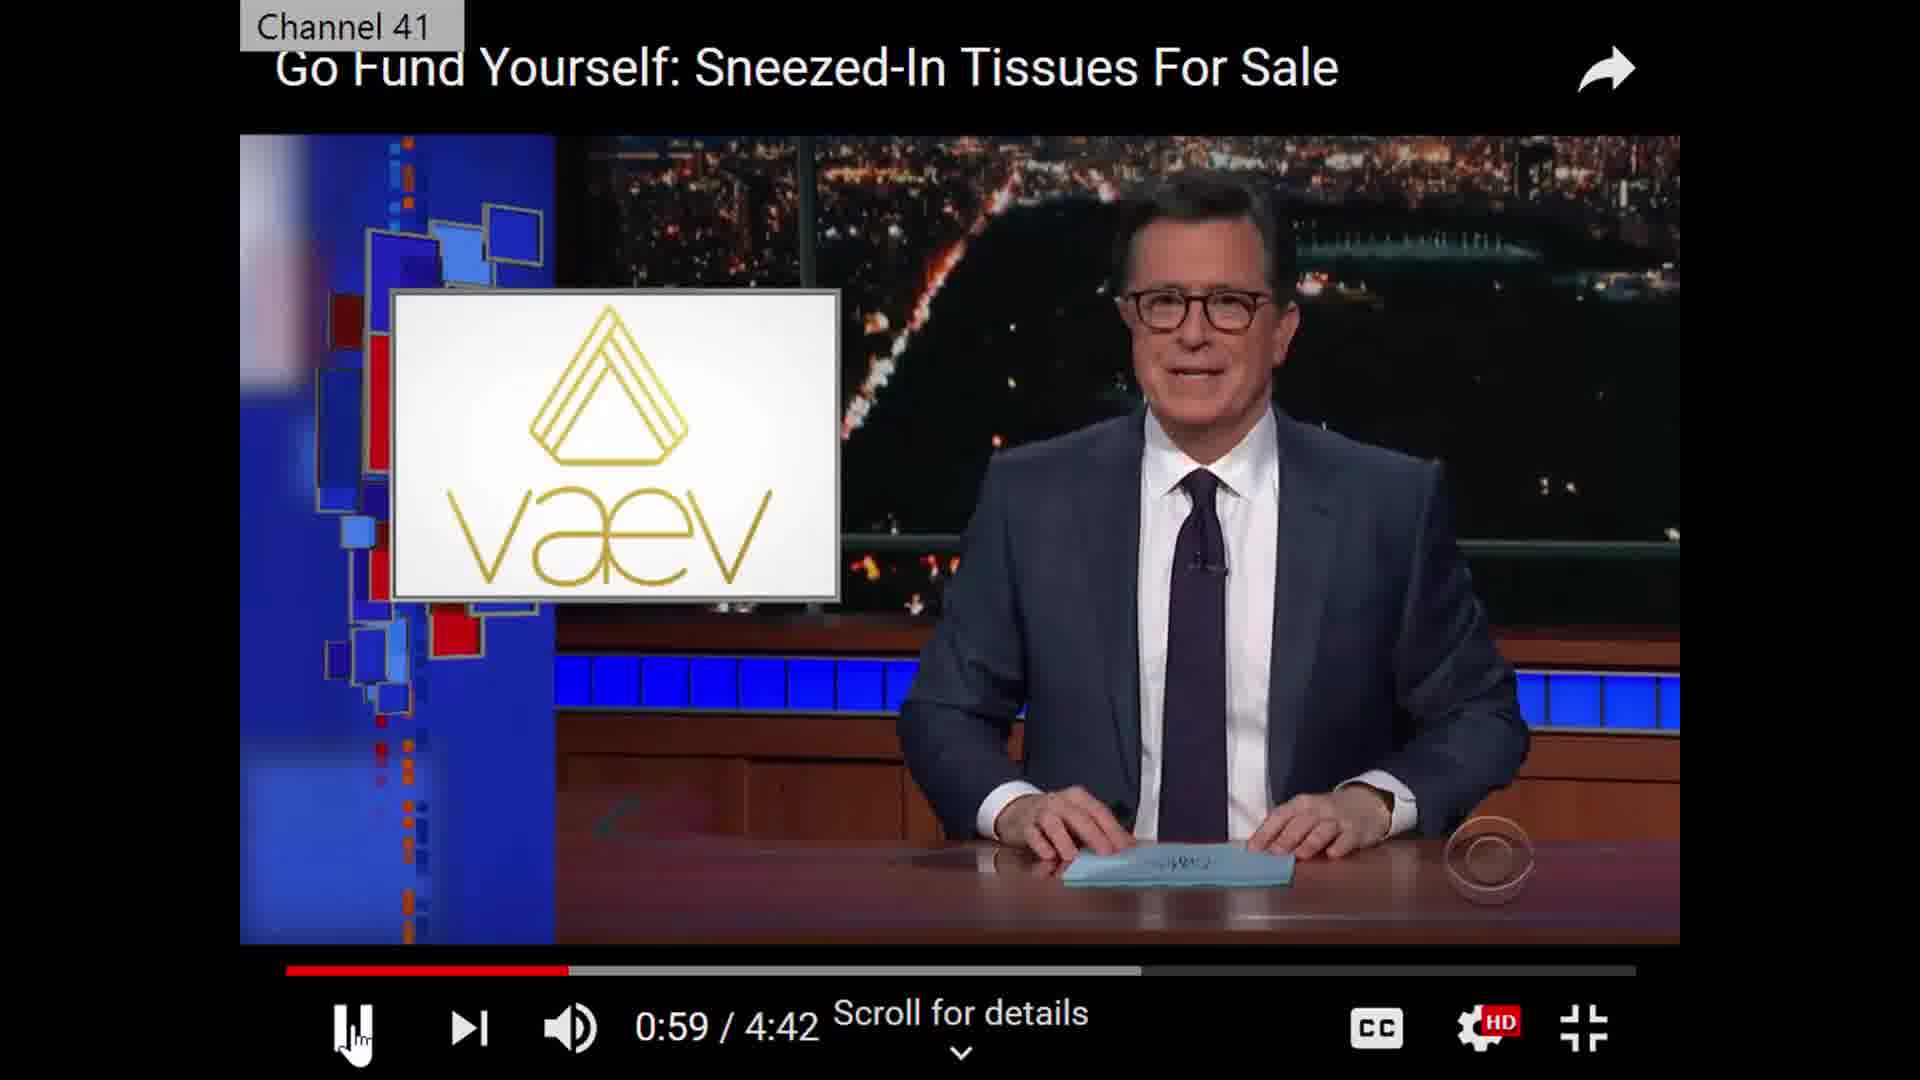 Channel 41
Go Fund Yourself: Sneezed-In Tissues For Sale
væv
0:59 / 4:42
Scroll for details
CC
HD